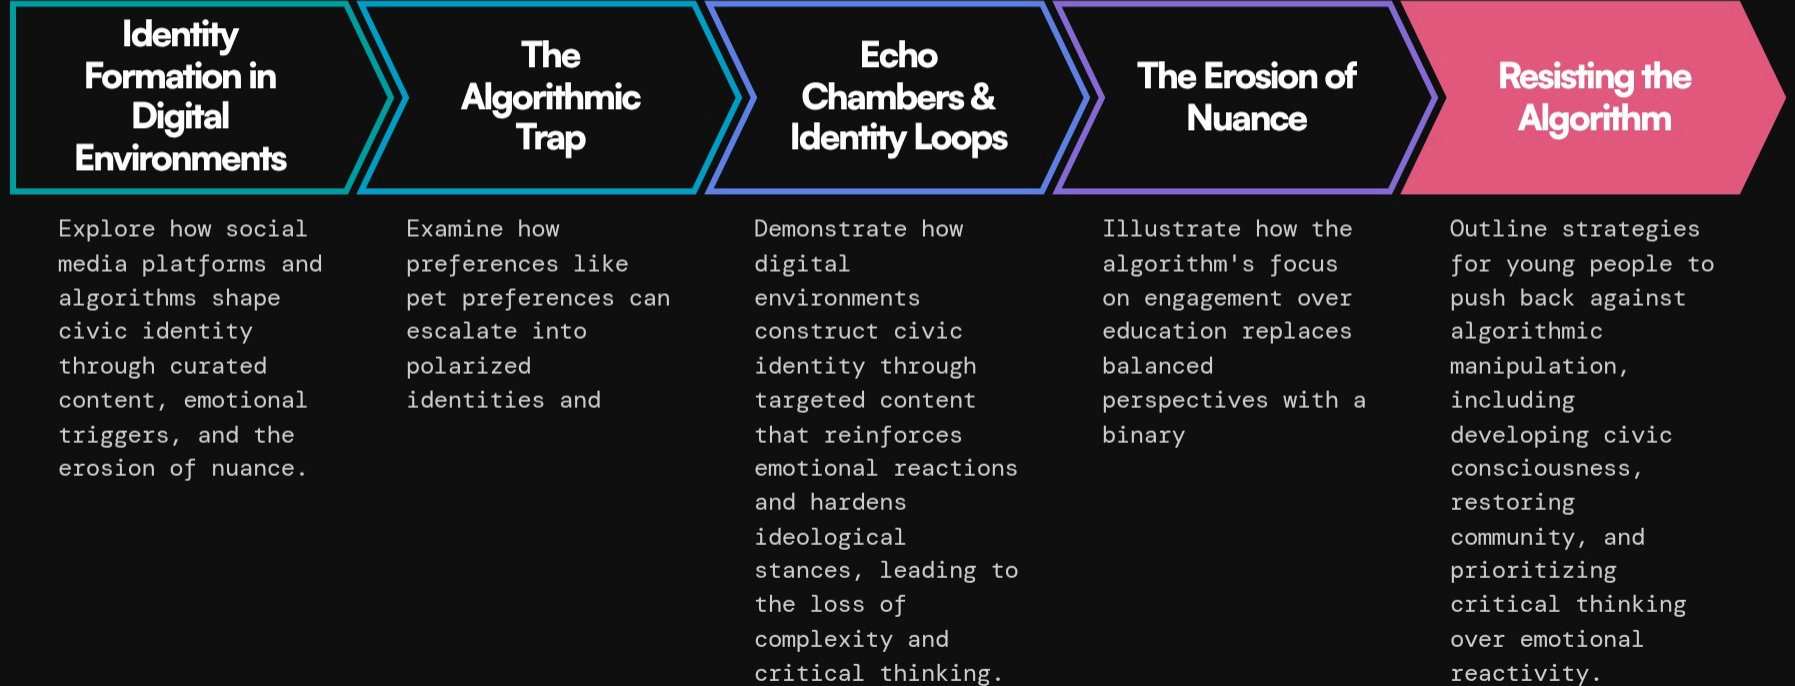 Identity
Formation in
Digital
Environments
Explore how social
media platforms and
algorithms shape
civic identity
through curated
content, emotional
triggers, and the
erosion of nuance.
The
Algorithmic
Trap
Examine how
preferences like
pet preferences can
escalate into
polarized
identities and
Echo
Chambers &
Identity Loops
Demonstrate how
digital
environments
construct civic
identity through
targeted content
that reinforces
emotional reactions
and hardens
ideological
stances, leading to
the loss of
complexity and
critical thinking.
The Erosion of
Nuance
Illustrate how the
algorithm's focus
on engagement over
education replaces
balanced
perspectives with a
binary
Resisting the
Algorithm
Outline strategies
for young people to
push back against
algorithmic
manipulation,
including
developing civic
consciousness,
restoring
community, and
prioritizing
critical thinking
over emotional
reactivity.